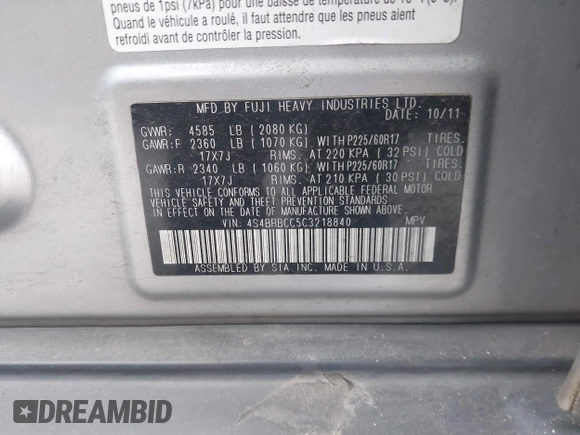 pneus de 1psi (7kPa) pour une baisse de température de
Quand le véhicule a roulé, il faut attendre que les pneus aient
refroidi avant de contrôler la pression.
MFD. BY FUJI HEAVY INDUSTRIES LTD.
DATE: 10/11
GVWR: 4585 LB (2080 KG)
GAWR:F 2360 LB (1070 KG) WITH P225/60R17 TIRES,
17X7J RIMS, AT 220 KPA (32 PSI) COLD
GAWR:R 2340 LB (1060 KG) WITH P225/60R17 TIRES,
17X7J RIMS, AT 210 KPA (30 PSI) COLD
THIS VEHICLE CONFORMS TO ALL APPLICABLE FEDERAL MOTOR
VEHICLE SAFETY, BUMPER, AND THEFT PREVENTION STANDARDS
IN EFFECT ON THE DATE OF MANUFACTURE SHOWN ABOVE.
VIN: 4S4BRBCC5C3218840 MPV
ASSEMBLED BY SIA INC. MADE IN U.S.A.
DREAMBID